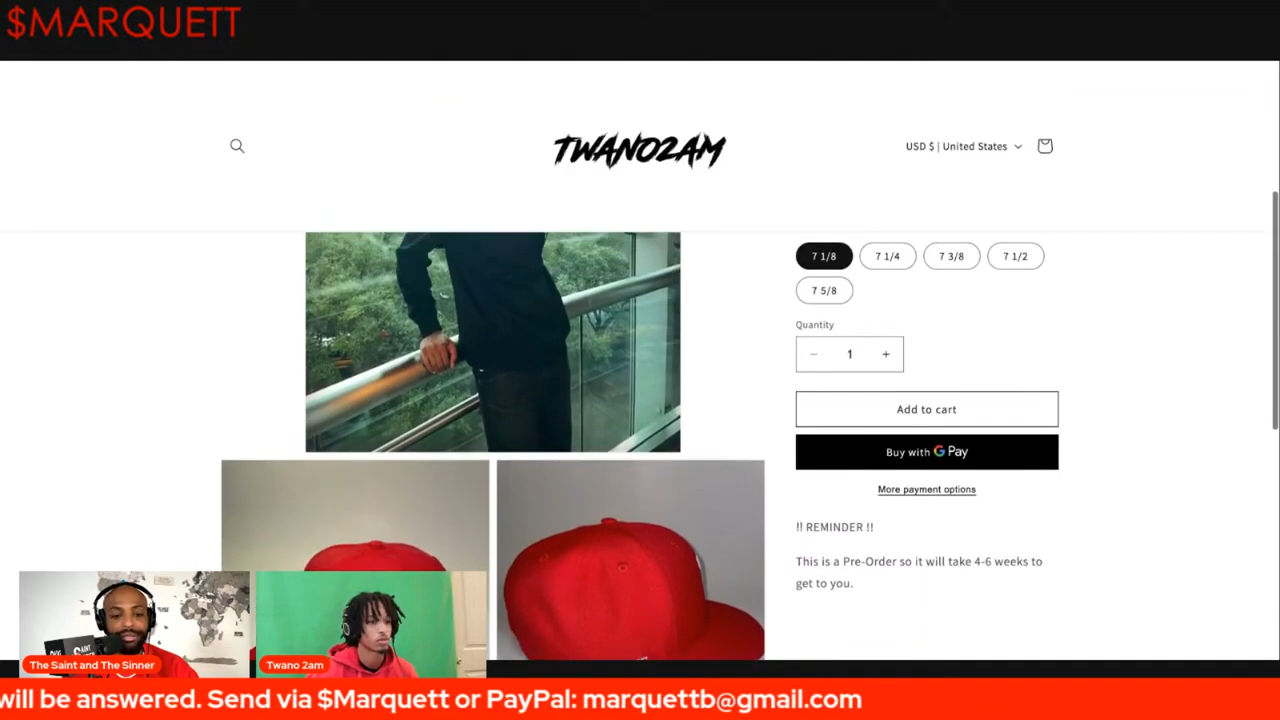 $MARQUETT
TWANO2AM
USD $ | United States
7 1/8
7 1/4
7 3/8
7 1/2
7 5/8
Quantity
− 1 +
Add to cart
Buy with G Pay
More payment options
!! REMINDER !!
This is a Pre-Order so it will take 4-6 weeks to
get to you.
The Saint and The Sinner
Twano 2am
will be answered. Send via $Marquett or PayPal: marquettb@gmail.com